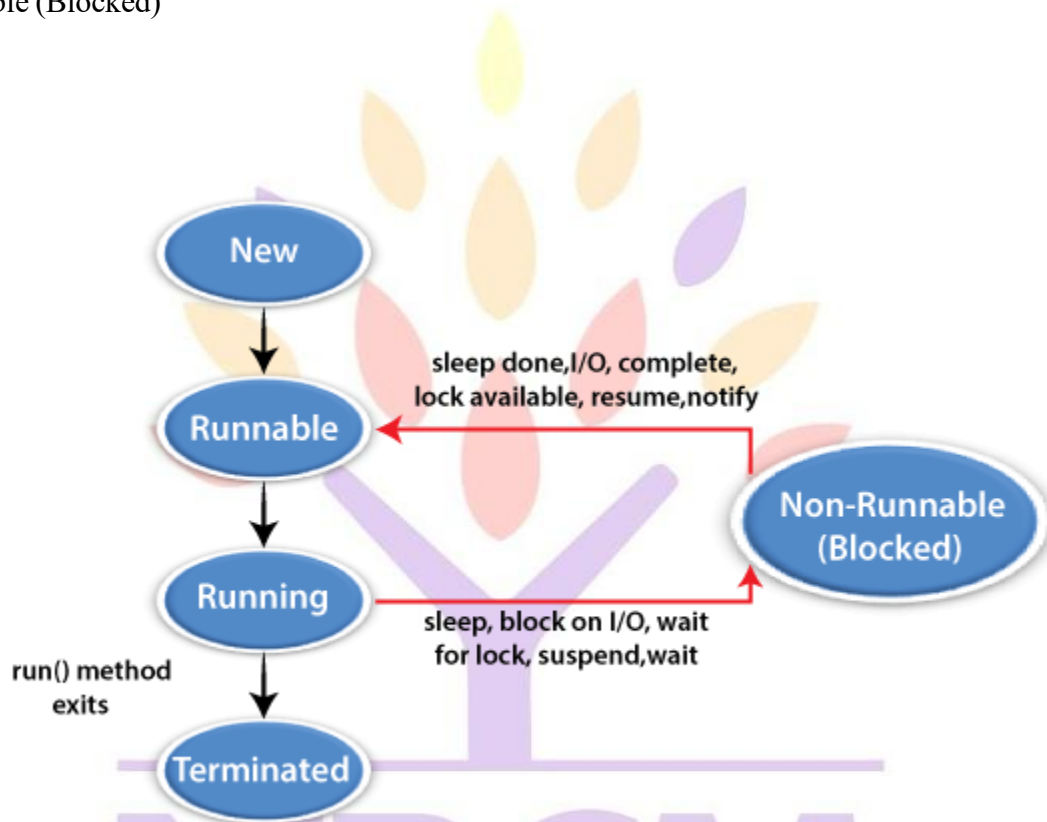 (Blocked)
New
sleep done,I/O, complete,
lock available, resume,notify
Runnable
Non-Runnable
(Blocked)
Running
sleep, block on I/O, wait
for lock, suspend,wait
run() method
exits
Terminated